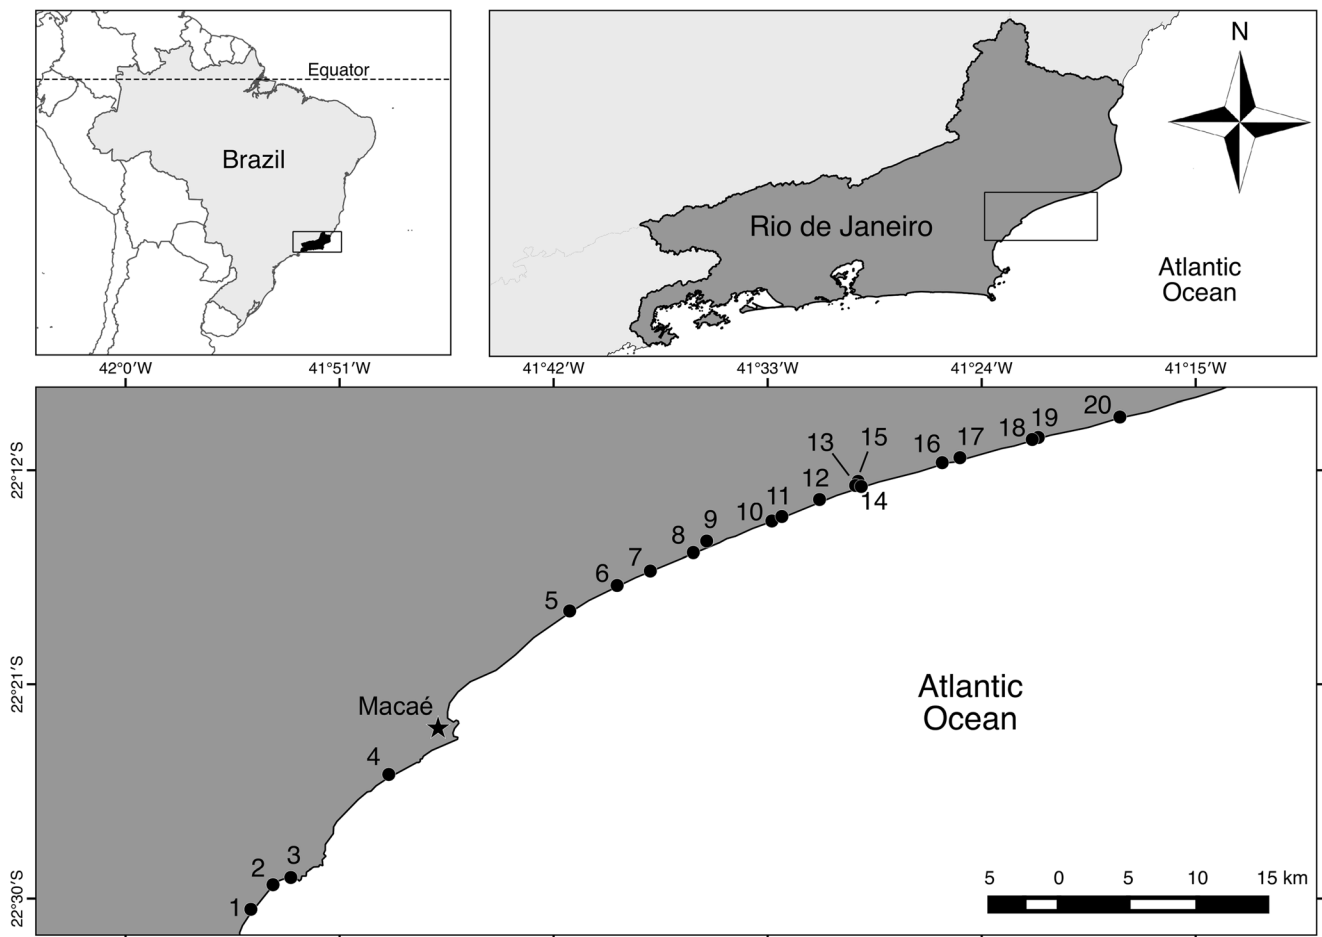 Equator
Brazil
N
Rio de Janeiro
Atlantic
Ocean
42°0′W
41°51′W
41°42′W
41°33′W
41°24′W
41°15′W
22°12′S
22°21′S
22°30′S
20
19
18
17
16
15
13
14
12
11
10
9
8
7
6
5
Macaé
4
3
2
1
Atlantic
Ocean
5 0 5 10 15 km